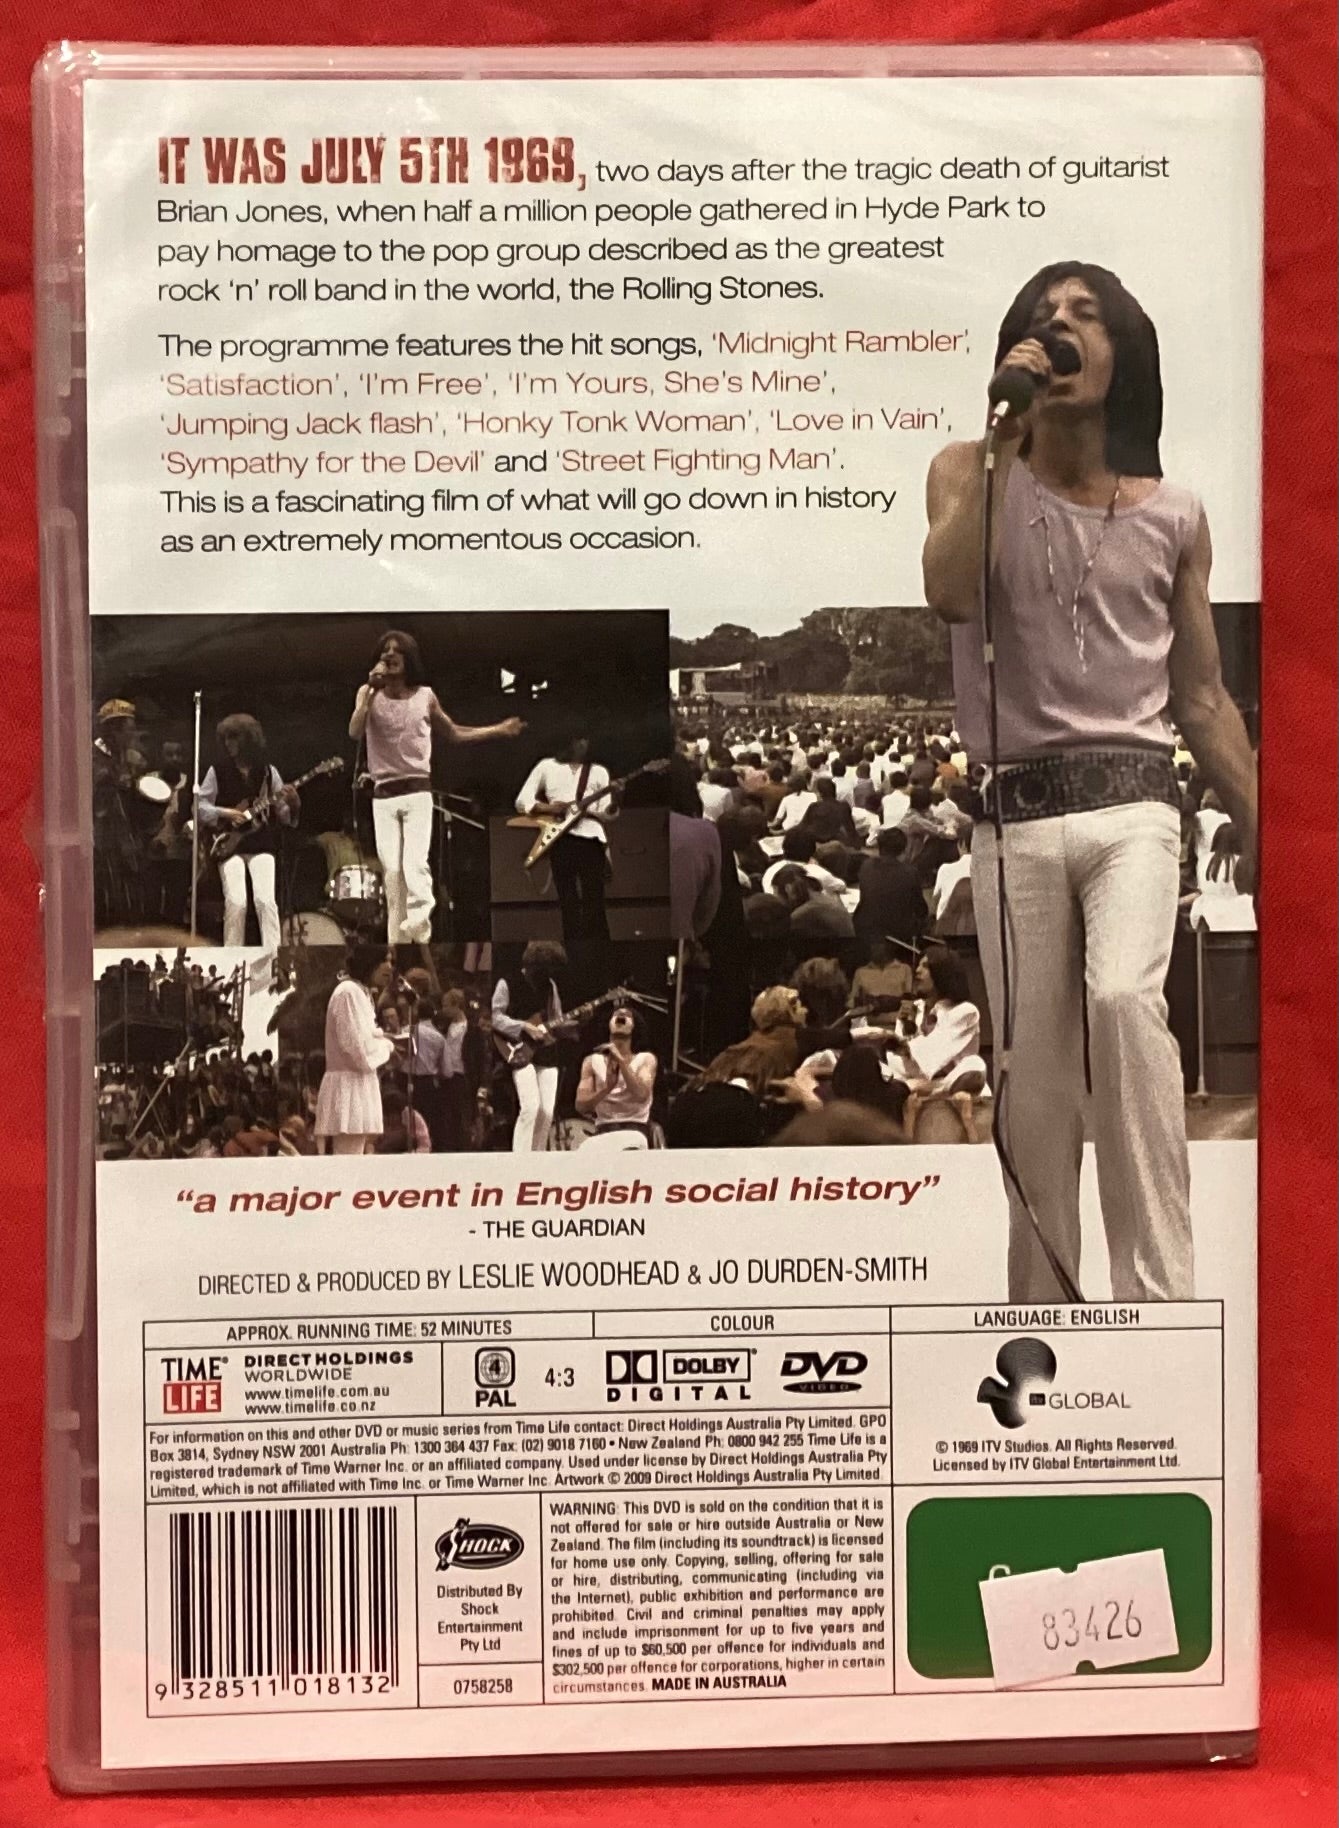 IT WAS JULY 5TH 1969, two days after the tragic death of guitarist
Brian Jones, when half a million people gathered in Hyde Park to
pay homage to the pop group described as the greatest
rock 'n' roll band in the world, the Rolling Stones.
The programme features the hit songs, 'Midnight Rambler',
'Satisfaction', 'I'm Free', 'I'm Yours, She's Mine',
'Jumping Jack flash', 'Honky Tonk Woman', 'Love in Vain',
'Sympathy for the Devil' and 'Street Fighting Man'.
This is a fascinating film of what will go down in history
as an extremely momentous occasion.
“a major event in English social history”
- THE GUARDIAN
DIRECTED & PRODUCED BY LESLIE WOODHEAD & JO DURDEN-SMITH
APPROX. RUNNING TIME: 52 MINUTES
COLOUR
LANGUAGE: ENGLISH
TIME LIFE
DIRECT HOLDINGS
WORLDWIDE
www.timelife.com.au
www.timelife.co.nz
4
PAL
4:3
DOLBY
DIGITAL
DVD
VIDEO
itv GLOBAL
© 1969 ITV Studios. All Rights Reserved.
Licensed by ITV Global Entertainment Ltd.
For information on this and other DVD or music series from Time Life contact: Direct Holdings Australia Pty Limited. GPO
Box 3814, Sydney NSW 2001 Australia Ph: 1300 364 437 Fax: (02) 9018 7160 • New Zealand Ph: 0800 942 255 Time Life is a
registered trademark of Time Warner Inc. or an affiliated company. Used under license by Direct Holdings Australia Pty
Limited, which is not affiliated with Time Inc. or Time Warner Inc. Artwork © 2009 Direct Holdings Australia Pty Limited.
9 328511 018132
SHOCK
Distributed By
Shock
Entertainment
Pty Ltd
0758258
WARNING: This DVD is sold on the condition that it is
not offered for sale or hire outside Australia or New
Zealand. The film (including its soundtrack) is licensed
for home use only. Copying, selling, offering for sale
or hire, distributing, communicating (including via
the Internet), public exhibition and performance are
prohibited. Civil and criminal penalties may apply
and include imprisonment for up to five years and
fines of up to $60,500 per offence for individuals and
$302,500 per offence for corporations, higher in certain
circumstances. MADE IN AUSTRALIA
83426